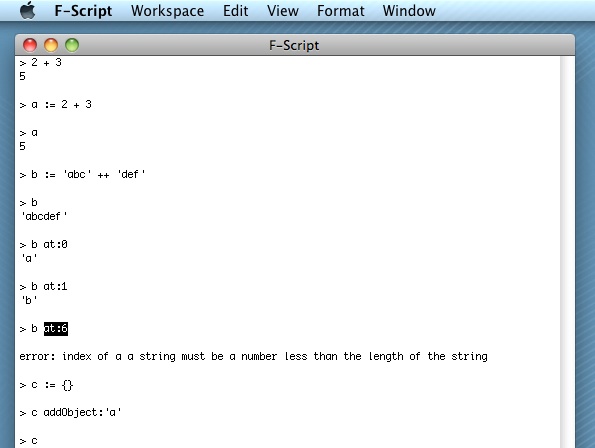 F-Script Workspace Edit View Format Window
F-Script
> 2 + 3
5
> a := 2 + 3
> a
5
> b := 'abc' ++ 'def'
> b
'abcdef'
> b at:0
'a'
> b at:1
'b'
> b at:6
error: index of a a string must be a number less than the length of the string
> c := {}
> c addObject:'a'
> c